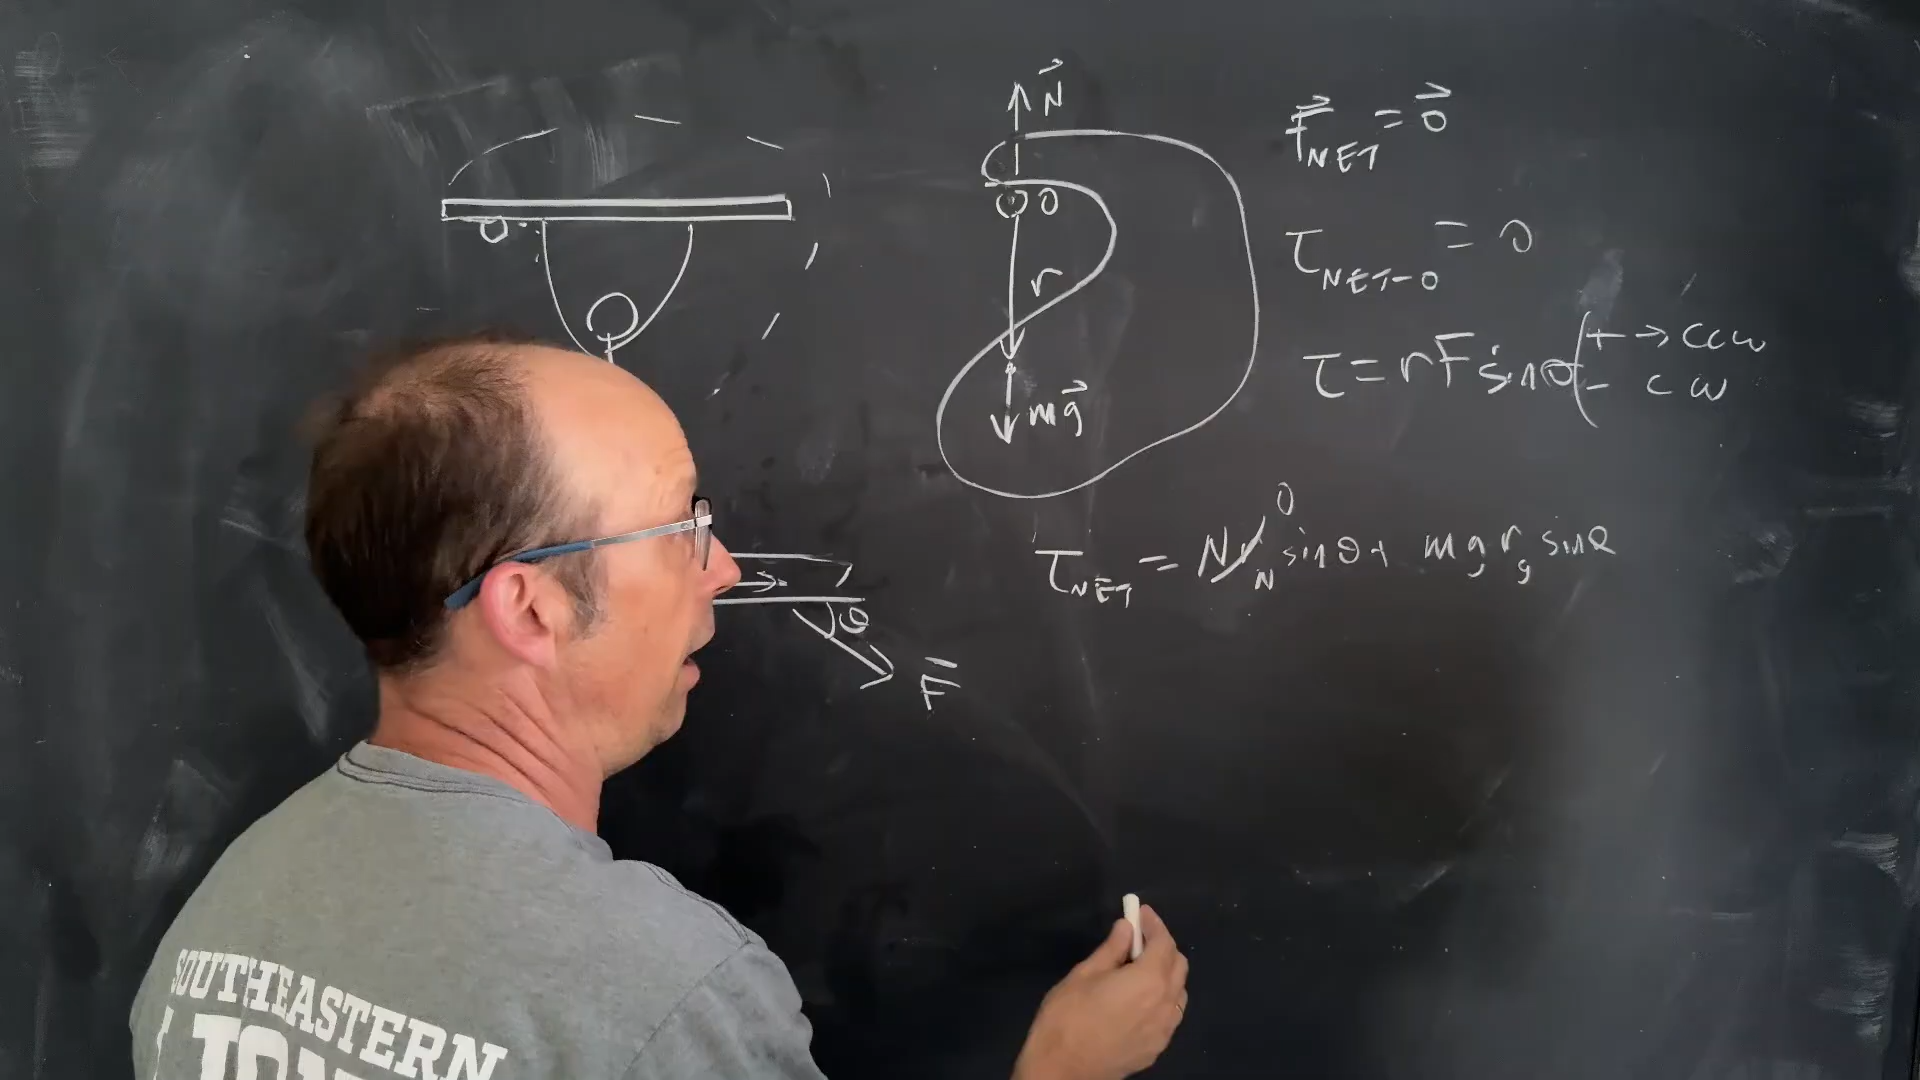 N⃗
F⃗NET = 0⃗
O
τNET-O = 0
r
τ = rF sinθ ( + → ccw
- cw
mg⃗
0
τNET = N rN sinθ + mg rg sinθ
θ
F⃗
SOUTHEASTERN